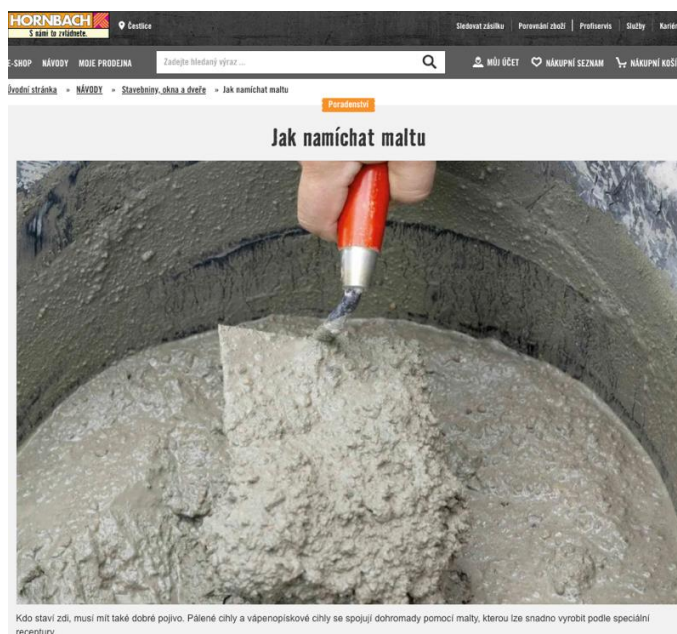 HORNBACH
S námi to zvládnete.
Čestlice
Sledovat zásilku Porovnání zboží Profiservis Služby
E-SHOP NÁVODY MOJE PRODEJNA Zadejte hledaný výraz ... MŮJ ÚČET NÁKUPNÍ SEZNAM NÁKUPNÍ
Úvodní stránka » NÁVODY » Stavebniny, okna a dveře » Jak namíchat maltu
Poradenství
Jak namíchat maltu
Kdo staví zdi, musí mít také dobré pojivo. Pálené cihly a vápenopískové cihly se spojují dohromady pomocí malty, kterou lze snadno vyrobit podle speciální
receptury